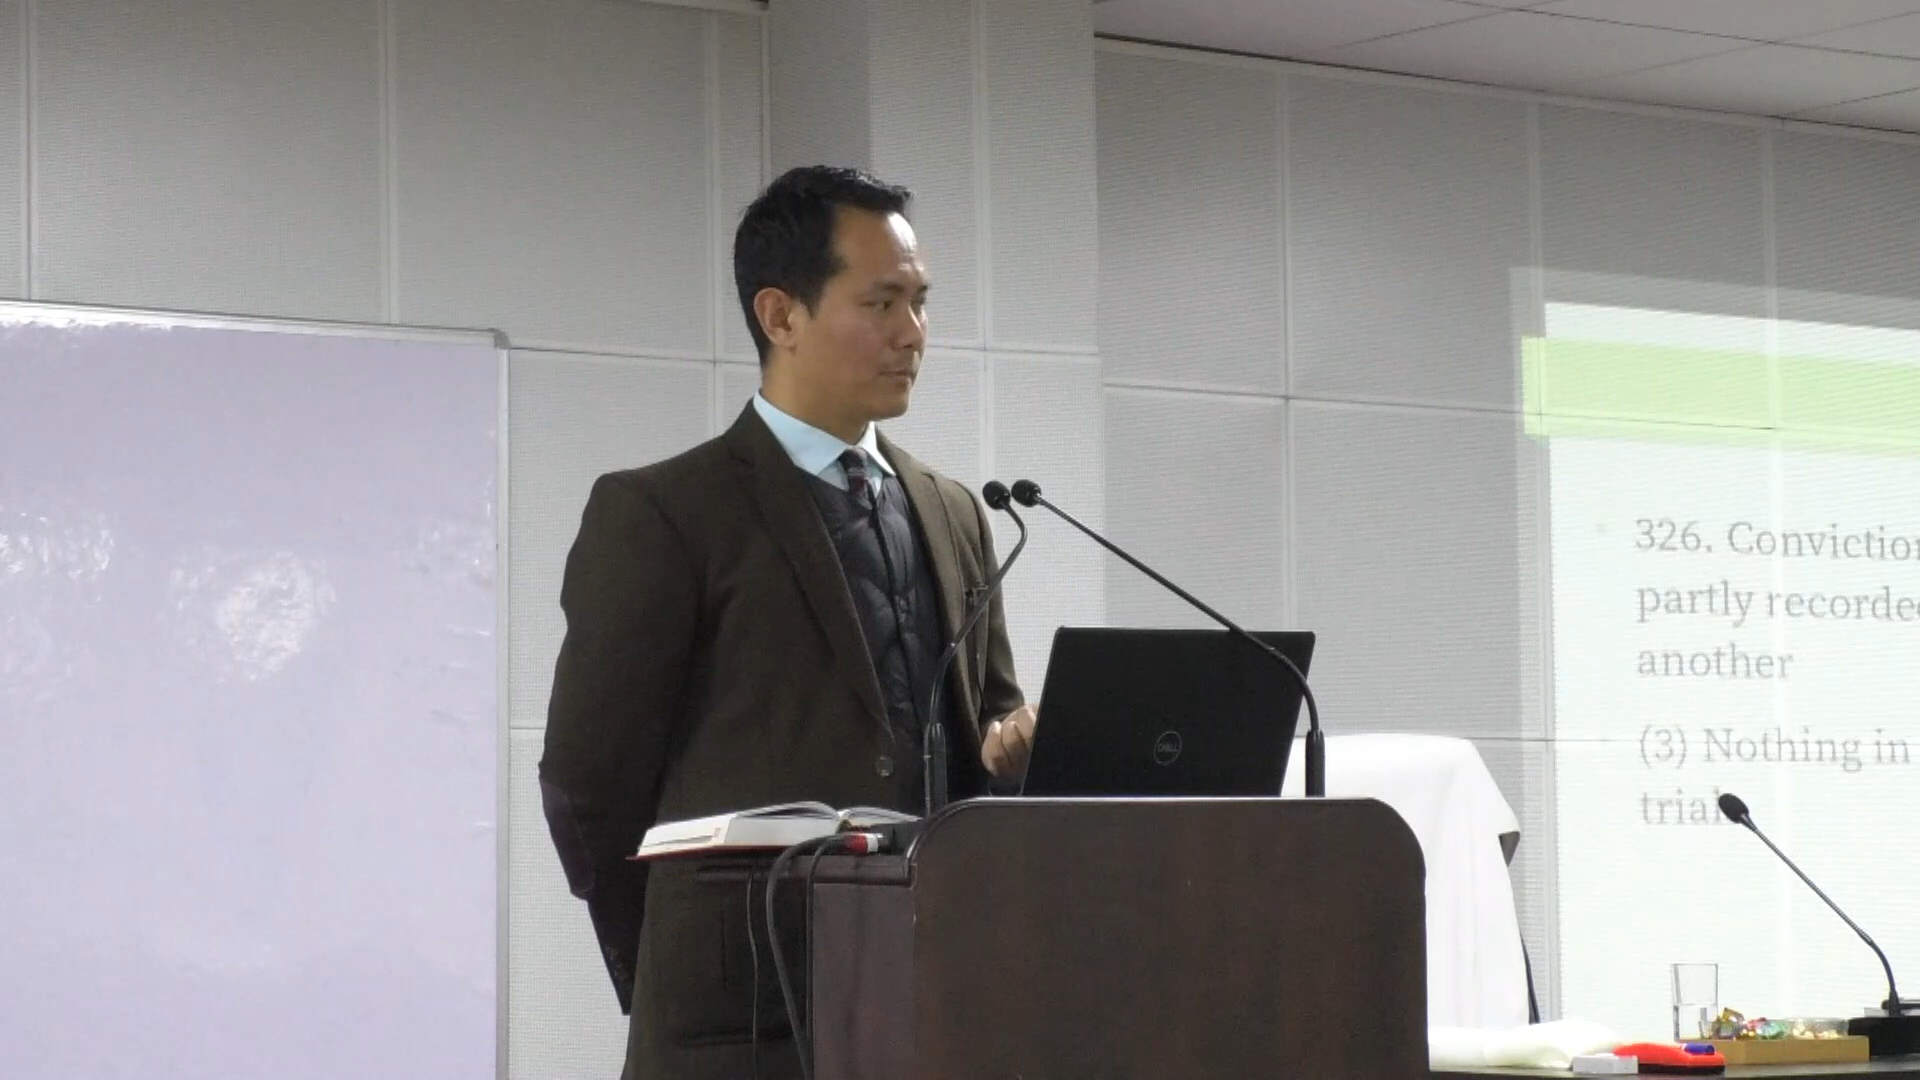 326. Conviction
partly recorded
another
(3) Nothing in
trial
DELL